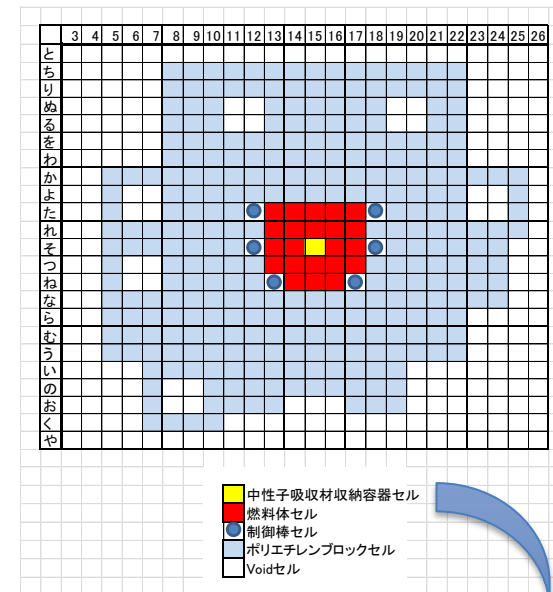 3 4 5 6 7 8 9 10 11 12 13 14 15 16 17 18 19 20 21 22 23 24 25 26
と
ち
り
ぬ
る
を
わ
か
よ
た
れ
そ
つ
ね
な
ら
む
う
い
の
お
く
や
中性子吸収材収納容器セル
燃料体セル
制御棒セル
ポリエチレンブロックセル
Voidセル